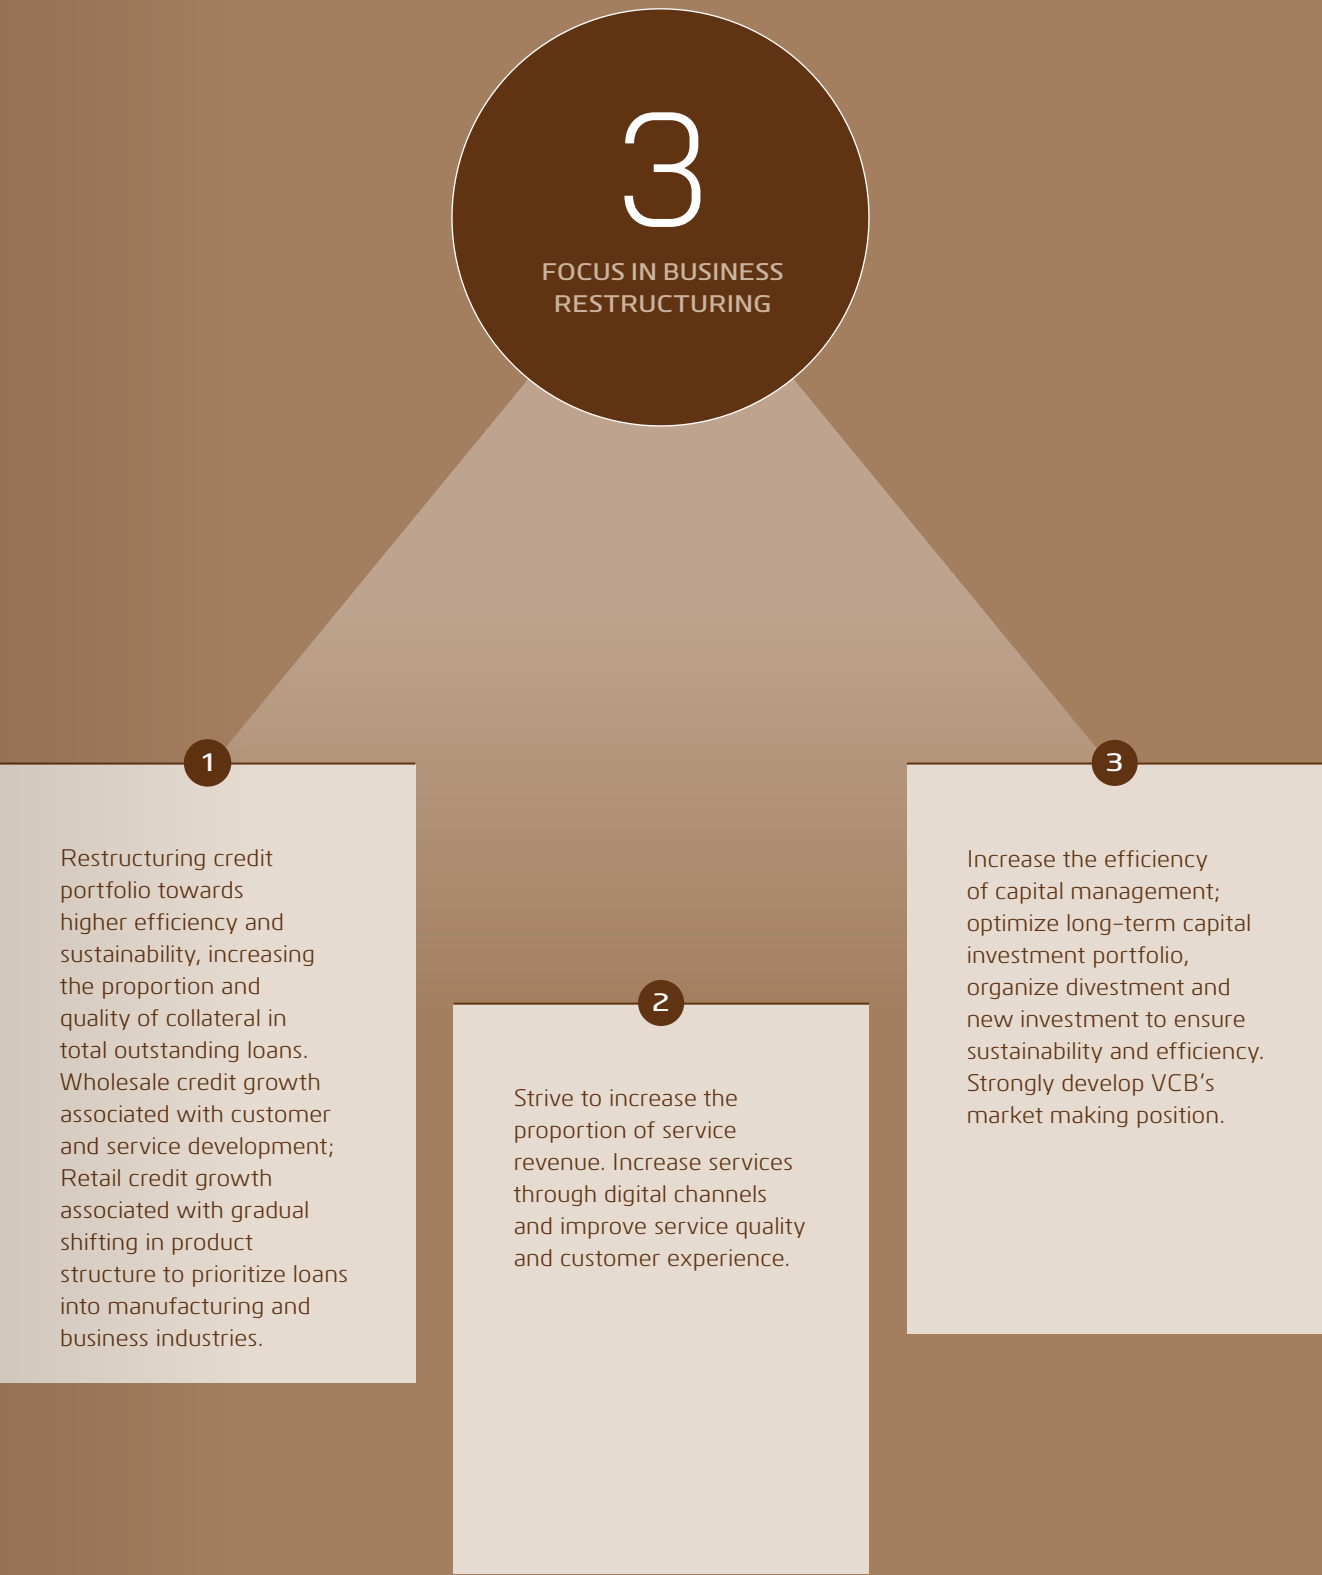 3
FOCUS IN BUSINESS
RESTRUCTURING
1
Restructuring credit
portfolio towards
higher efficiency and
sustainability, increasing
the proportion and
quality of collateral in
total outstanding loans.
Wholesale credit growth
associated with customer
and service development;
Retail credit growth
associated with gradual
shifting in product
structure to prioritize loans
into manufacturing and
business industries.
2
Strive to increase the
proportion of service
revenue. Increase services
through digital channels
and improve service quality
and customer experience.
3
Increase the efficiency
of capital management;
optimize long-term capital
investment portfolio,
organize divestment and
new investment to ensure
sustainability and efficiency.
Strongly develop VCB's
market making position.